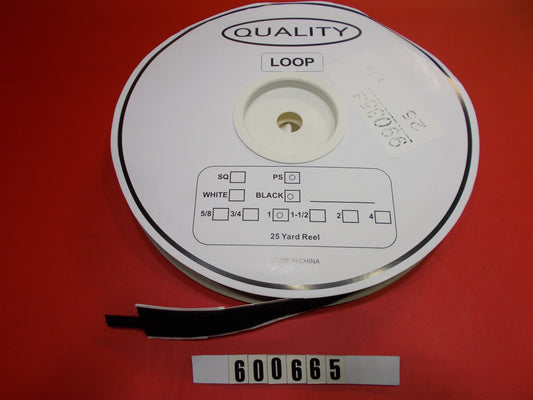 QUALITY
LOOP
25
SQ PS
WHITE BLACK
5/8 3/4 1 1-1/2 2 4
25 Yard Reel
MADE IN CHINA
600665